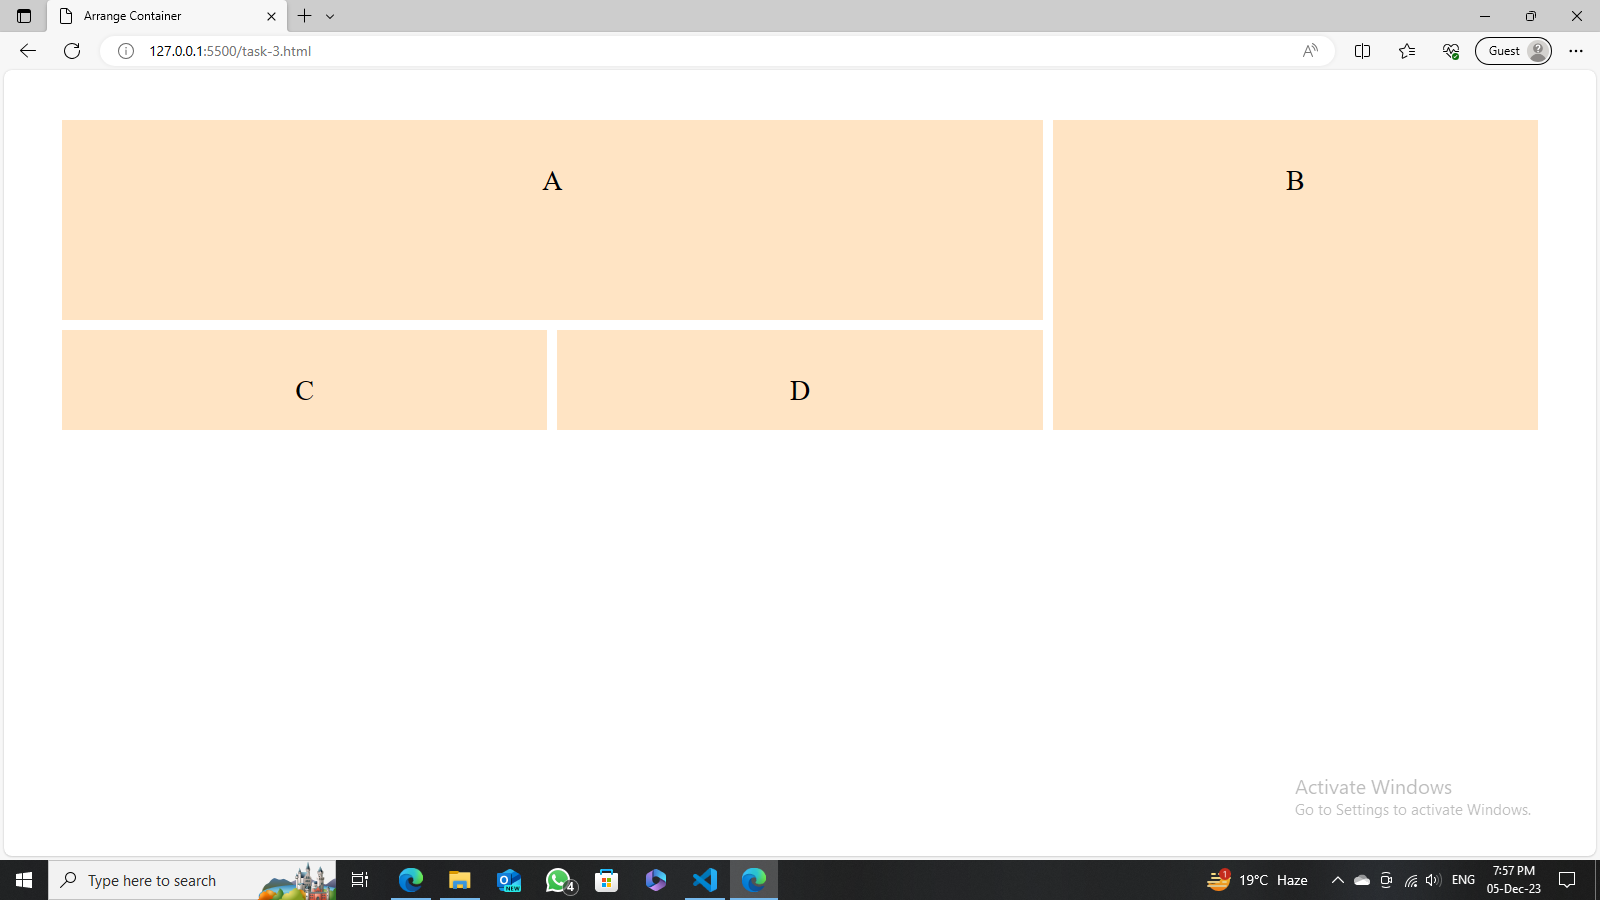 Arrange Container
127.0.0.1:5500/task-3.html
A
Guest
A
B
C
D
Activate Windows
Go to Settings to activate Windows.
Type here to search
NEW
4
1
19°C Haze
ENG
7:57 PM
05-Dec-23